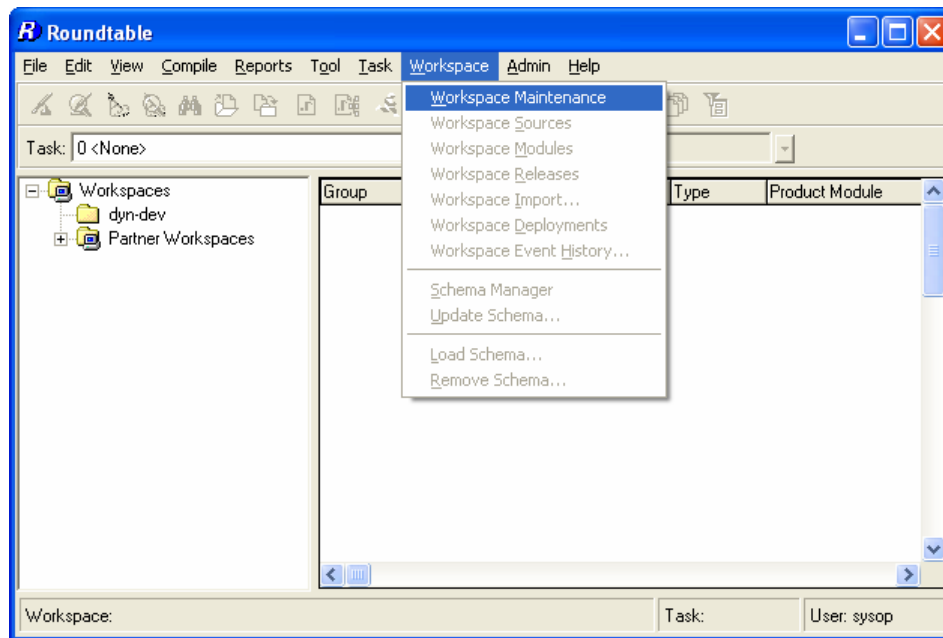 R Roundtable
File Edit View Compile Reports Tool Task Workspace Admin Help
Workspace Maintenance
Workspace Sources
Workspace Modules
Workspace Releases
Workspace Import...
Workspace Deployments
Workspace Event History...
Schema Manager
Update Schema...
Load Schema...
Remove Schema...
Task: 0 <None>
Workspaces
dyn-dev
Partner Workspaces
Group Type Product Module
Workspace: Task: User: sysop